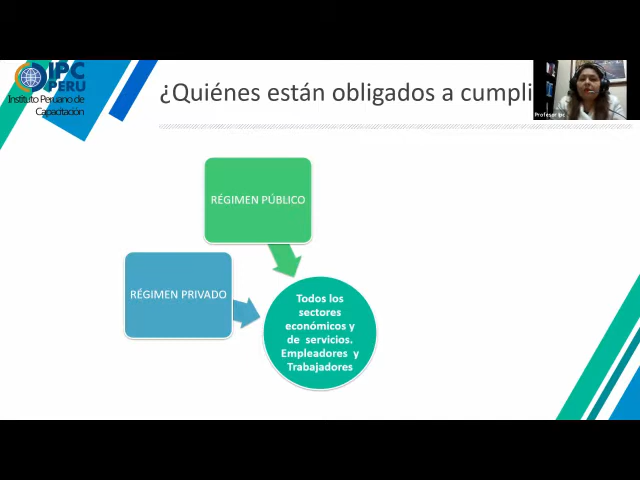 IPC
PERÚ
Instituto Peruano de
Capacitación
¿Quiénes están obligados a cumpli
Profesor ipc
RÉGIMEN PÚBLICO
RÉGIMEN PRIVADO
Todos los
sectores
económicos y
de servicios.
Empleadores y
Trabajadores